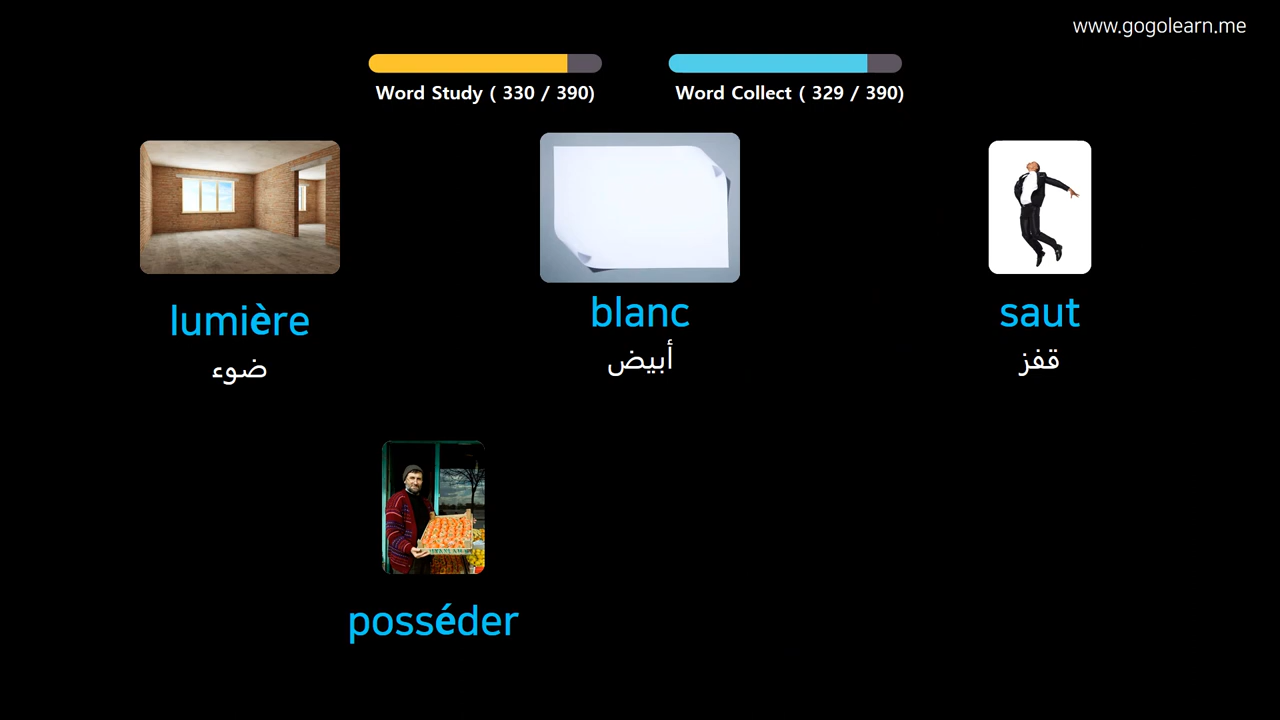 www.gogolearn.me
Word Study ( 330 / 390)
Word Collect ( 329 / 390)
lumière
ضوء
blanc
أبيض
saut
قفز
posséder